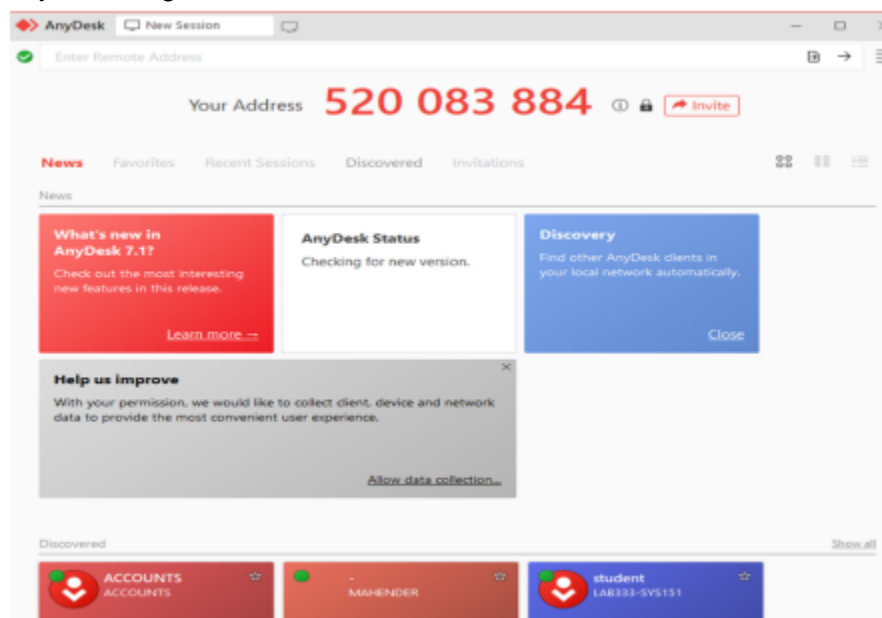 AnyDesk New Session
Enter Remote Address
Your Address 520 083 884 Invite
News Favorites Recent Sessions Discovered Invitations
News
What's new in
AnyDesk 7.1?
Check out the most interesting
new features in this release.
Learn more →
AnyDesk Status
Checking for new version.
Discovery
Find other AnyDesk clients in
your local network automatically.
Close
Help us improve
With your permission, we would like to collect client, device and network
data to provide the most convenient user experience.
Allow data collection...
Discovered Show all
ACCOUNTS
ACCOUNTS
-
MAHENDER
student
LAB333-SYS151